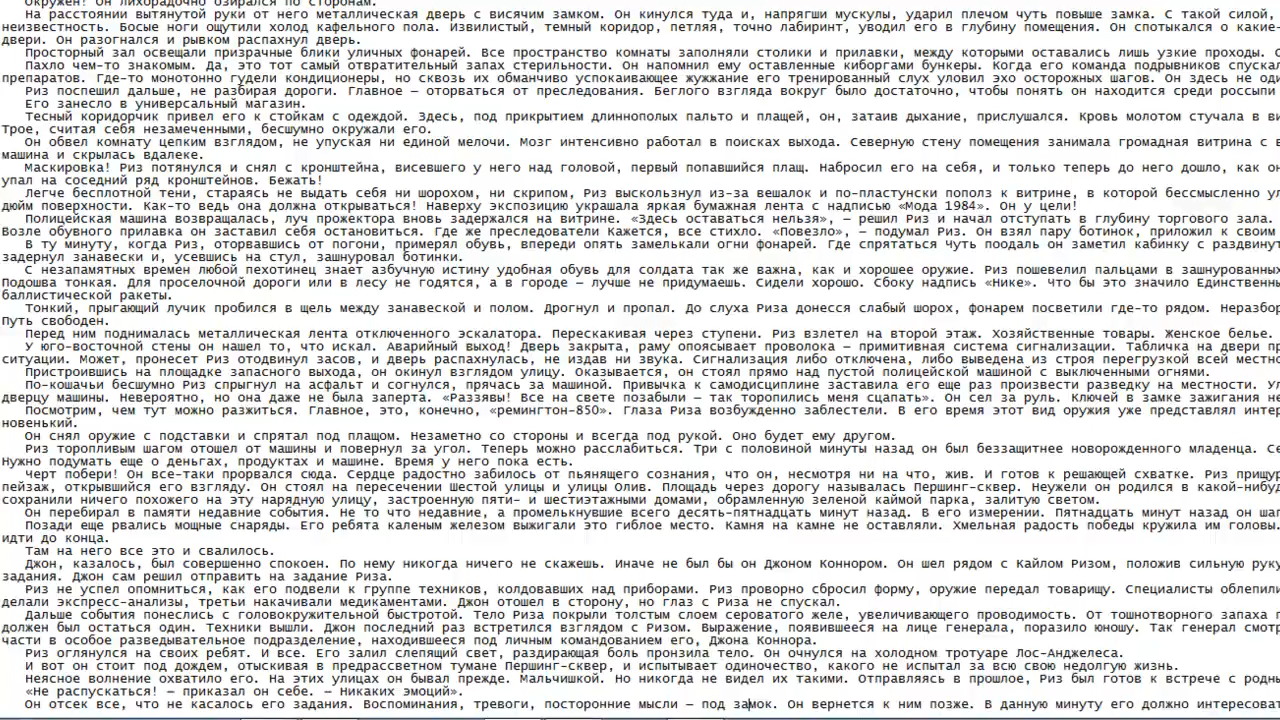 Окружен! Он лихорадочно озирался по сторонам.
На расстоянии вытянутой руки от него металлическая дверь с висячим замком. Он кинулся туда и, напрягши мускулы, ударил плечом чуть повыше замка. С такой силой,
неизвестность. Босые ноги ощутили холод кафельного пола. Извилистый, темный коридор, петляя, точно лабиринт, уводил его в глубину помещения. Он спотыкался о какие-
двери. Он разогнался и рывком распахнул дверь.
Просторный зал освещали призрачные блики уличных фонарей. Все пространство комнаты заполняли столики и прилавки, между которыми оставались лишь узкие проходы.
Пахло чем-то знакомым. Да, это тот самый отвратительный запах стерильности. Он напомнил ему оставленные киборгами бункеры. Когда его команда подрывников спускал
препаратов. Где-то монотонно гудели кондиционеры, но сквозь их обманчиво успокаивающее жужжание его тренированный слух уловил эхо осторожных шагов. Он здесь не од
Риз поспешил дальше, не разбирая дороги. Главное – оторваться от преследования. Беглого взгляда вокруг было достаточно, чтобы понять он находится среди россыпи
Его занесло в универсальный магазин.
Тесный коридорчик привел его к стойкам с одеждой. Здесь, под прикрытием длиннополых пальто и плащей, он, затаив дыхание, прислушался. Кровь молотом стучала в ви
Трое, считая себя незамеченными, бесшумно окружали его.
Он обвел комнату цепким взглядом, не упуская ни единой мелочи. Мозг интенсивно работал в поисках выхода. Северную стену помещения занимала громадная витрина с в
машина и скрылась вдалеке.
Маскировка! Риз потянулся и снял с кронштейна, висевшего у него над головой, первый попавшийся плащ. Набросил его на себя, и только теперь до него дошло, как он
упал на соседний ряд кронштейнов. Бежать!
Легче бесплотной тени, стараясь не выдать себя ни шорохом, ни скрипом, Риз выскользнул из-за вешалок и по-пластунски пополз к витрине, в которой бессмысленно ул
дюйм поверхности. Как-то ведь она должна открываться! Наверху экспозицию украшала яркая бумажная лента с надписью «Мода 1984». Он у цели!
Полицейская машина возвращалась, луч прожектора вновь задержался на витрине. «Здесь оставаться нельзя», – решил Риз и начал отступать в глубину торгового зала.
Возле обувного прилавка он заставил себя остановиться. Где же преследователи Кажется, все стихло. «Повезло», – подумал Риз. Он взял пару ботинок, приложил к своим
В ту минуту, когда Риз, оторвавшись от погони, примерял обувь, впереди опять замелькали огни фонарей. Где спрятаться Чуть поодаль он заметил кабинку с раздвинут
задернул занавески и, усевшись на стул, зашнуровал ботинки.
С незапамятных времен любой пехотинец знает азбучную истину удобная обувь для солдата так же важна, как и хорошее оружие. Риз пошевелил пальцами в зашнурованных
Подошва тонкая. Для проселочной дороги или в лесу не годятся, а в городе – лучше не придумаешь. Сидели хорошо. Сбоку надпись «Нике». Что бы это значило Единственн
баллистической ракеты.
Тонкий, прыгающий лучик пробился в щель между занавеской и полом. Дрогнул и пропал. До слуха Риза донесся слабый шорох, фонарем посветили где-то рядом. Неразбор
Путь свободен.
Перед ним поднималась металлическая лента отключенного эскалатора. Перескакивая через ступени. Риз взлетел на второй этаж. Хозяйственные товары. Женское белье.
У юго-восточной стены он нашел то, что искал. Аварийный выход! Дверь закрыта, раму опоясывает проволока – примитивная система сигнализации. Табличка на двери пр
ситуации. Может, пронесет Риз отодвинул засов, и дверь распахнулась, не издав ни звука. Сигнализация либо отключена, либо выведена из строя перегрузкой всей местно
Пристроившись на площадке запасного выхода, он окинул взглядом улицу. Оказывается, он стоял прямо над пустой полицейской машиной с выключенными огнями.
По-кошачьи бесшумно Риз спрыгнул на асфальт и согнулся, прячась за машиной. Привычка к самодисциплине заставила его еще раз произвести разведку на местности. Ул
дверцу машины. Невероятно, но она даже не была заперта. «Раззявы! Все на свете позабыли – так торопились меня сцапать». Он сел за руль. Ключей в замке зажигания не
Посмотрим, чем тут можно разжиться. Главное, это, конечно, «ремингтон-850». Глаза Риза возбужденно заблестели. В его время этот вид оружия уже представлял интер
новенький.
Он снял оружие с подставки и спрятал под плащом. Незаметно со стороны и всегда под рукой. Оно будет ему другом.
Риз торопливым шагом отошел от машины и повернул за угол. Теперь можно расслабиться. Три с половиной минуты назад он был беззащитнее новорожденного младенца. Се
Нужно подумать еще о деньгах, продуктах и машине. Время у него пока есть.
Черт побери! Он все-таки прорвался сюда. Сердце радостно забилось от пьянящего сознания, что он, несмотря ни на что, жив. И готов к решающей схватке. Риз прищур
пейзаж, открывшийся его взгляду. Он стоял на пересечении Шестой улицы и улицы Олив. Площадь через дорогу называлась Першинг-сквер. Неужели он родился в какой-нибуд
сохранили ничего похожего на эту нарядную улицу, застроенную пяти- и шестиэтажными домами, обрамленную зеленой каймой парка, залитую светом.
Он перебирал в памяти недавние события. Не то что недавние, а промелькнувшие всего десять-пятнадцать минут назад. В его измерении. Пятнадцать минут назад он шаг
Позади еще рвались мощные снаряды. Его ребята каленым железом выжигали это гиблое место. Камня на камне не оставляли. Хмельная радость победы кружила им головы.
идти до конца.
Там на него все это и свалилось.
Джон, казалось, был совершенно спокоен. По нему никогда ничего не скажешь. Иначе не был бы он Джоном Коннором. Он шел рядом с Кайлом Ризом, положив сильную руку
задания. Джон сам решил отправить на задание Риза.
Риз не успел опомниться, как его подвели к группе техников, колдовавших над приборами. Риз проворно сбросил форму, оружие передал товарищу. Специалисты облепили
делали экспресс-анализы, третьи накачивали медикаментами. Джон отошел в сторону, но глаз с Риза не спускал.
Дальше события понеслись с головокружительной быстротой. Тело Риза покрыли толстым слоем сероватого желе, увеличивающего проводимость. От тошнотворного запаха п
должен был остаться один. Техники вышли. Джон последний раз встретился взглядом с Ризом. Выражение, появившееся на лице генерала, поразило юношу. Так генерал смотр
части в особое разведывательное подразделение, находившееся под личным командованием его, Джона Коннора.
Риз оглянулся на своих ребят. И все. Его залил слепящий свет, раздирающая боль пронзила тело. Он очнулся на холодном тротуаре Лос-Анджелеса.
И вот он стоит под дождем, отыскивая в предрассветном тумане Першинг-сквер, и испытывает одиночество, какого не испытал за всю свою недолгую жизнь.
Неясное волнение охватило его. На этих улицах он бывал прежде. Мальчишкой. Но никогда не видел их такими. Отправляясь в прошлое, Риз был готов к встрече с родны
«Не распускаться! – приказал он себе. – Никаких эмоций».
Он отсек все, что не касалось его задания. Воспоминания, тревоги, посторонние мысли – под замок. Он вернется к ним позже. В данную минуту его должно интересоват